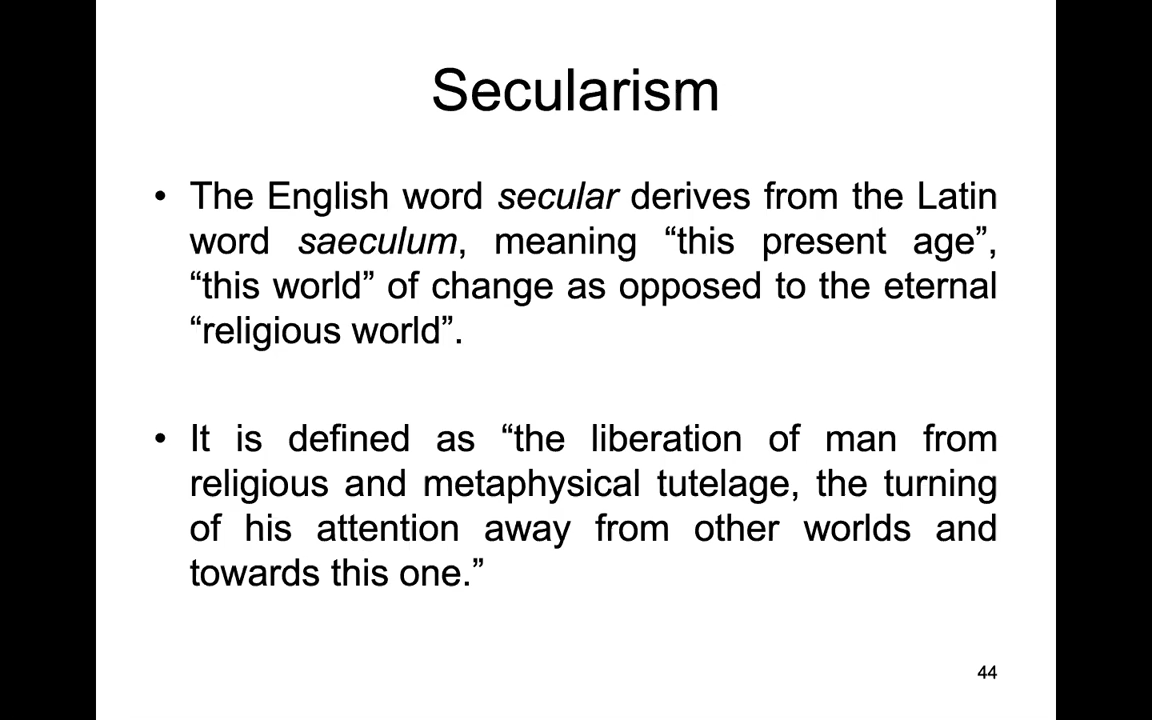 Secularism
• The English word secular derives from the Latin
word saeculum, meaning “this present age”,
“this world” of change as opposed to the eternal
“religious world”.
• It is defined as “the liberation of man from
religious and metaphysical tutelage, the turning
of his attention away from other worlds and
towards this one.”
44